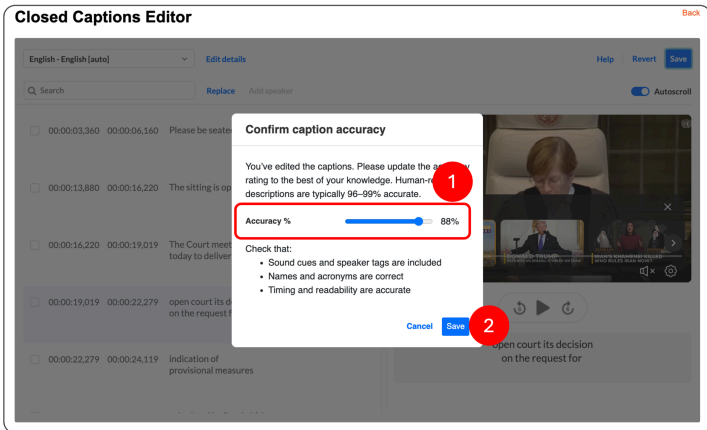 Closed Captions Editor
Back
English - English [auto]
Edit details
Help
Revert
Save
Search
Replace
Add speaker
Autoscroll
00:00:03,360 00:00:06,160 Please be seate
00:00:13,880 00:00:16,220 The sitting is op
00:00:16,220 00:00:19,019 The Court meet
today to deliver
00:00:19,019 00:00:22,279 open court its d
on the request f
00:00:22,279 00:00:24,119 indication of
provisional measures
Confirm caption accuracy
You've edited the captions. Please update the
rating to the best of your knowledge.
descriptions are typically 96–99% accurate.
1
Accuracy % 88%
Check that:
• Sound cues and speaker tags are included
• Names and acronyms are correct
• Timing and readability are accurate
Cancel
Save
2
DONALD TRUMP
WHO RULES IRAN NOW?
open court its decision
on the request for